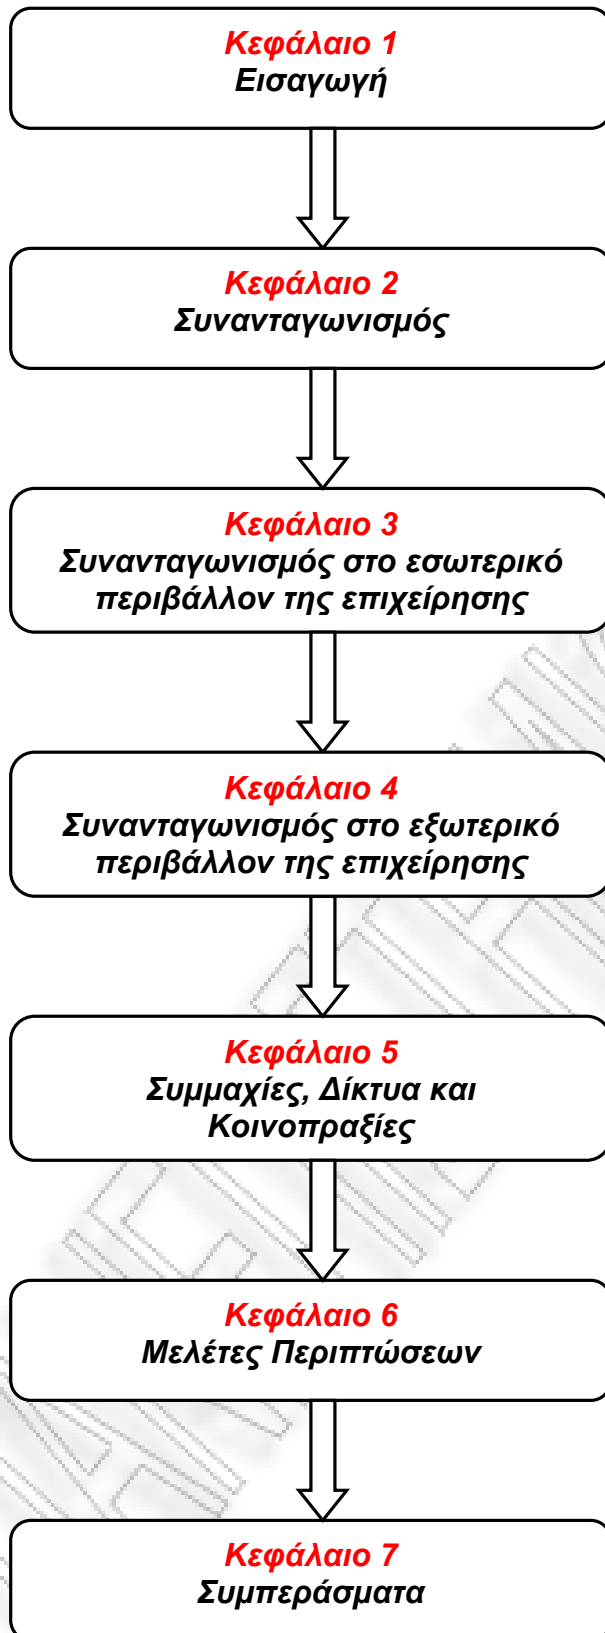 Κεφάλαιο 1
Εισαγωγή
Κεφάλαιο 2
Συνανταγωνισμός
Κεφάλαιο 3
Συνανταγωνισμός στο εσωτερικό
περιβάλλον της επιχείρησης
Κεφάλαιο 4
Συνανταγωνισμός στο εξωτερικό
περιβάλλον της επιχείρησης
Κεφάλαιο 5
Συμμαχίες, Δίκτυα και
Κοινοπραξίες
Κεφάλαιο 6
Μελέτες Περιπτώσεων
Κεφάλαιο 7
Συμπεράσματα